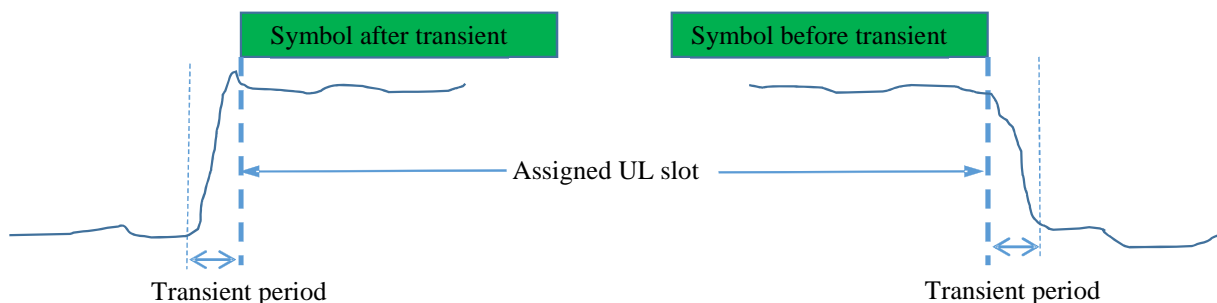 Symbol after transient
Symbol before transient
Assigned UL slot
Transient period
Transient period